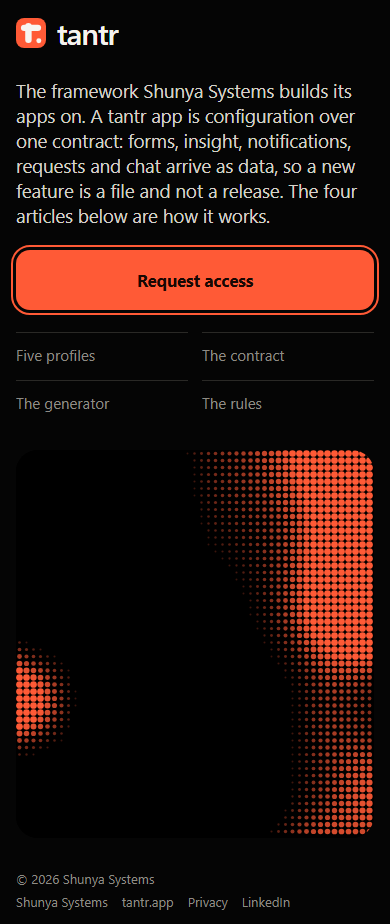 tantr
The framework Shunya Systems builds its
apps on. A tantr app is configuration over
one contract: forms, insight, notifications,
requests and chat arrive as data, so a new
feature is a file and not a release. The four
articles below are how it works.
Request access
Five profiles
The contract
The generator
The rules
© 2026 Shunya Systems
Shunya Systems tantr.app Privacy LinkedIn